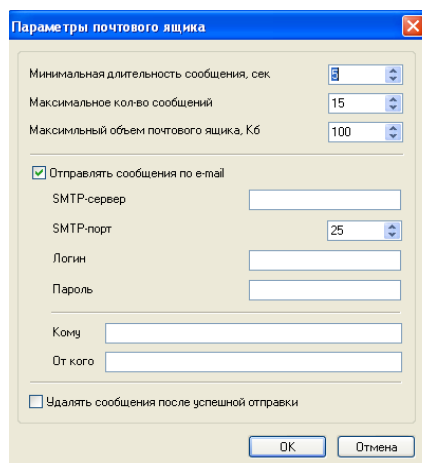 Параметры почтового ящика
Минимальная длительность сообщения, сек 5
Максимальное кол-во сообщений 15
Максимльный объем почтового ящика, Кб 100
Отправлять сообщения по e-mail
SMTP-сервер
SMTP-порт 25
Логин
Пароль
Кому
От кого
Удалять сообщения после успешной отправки
OK Отмена